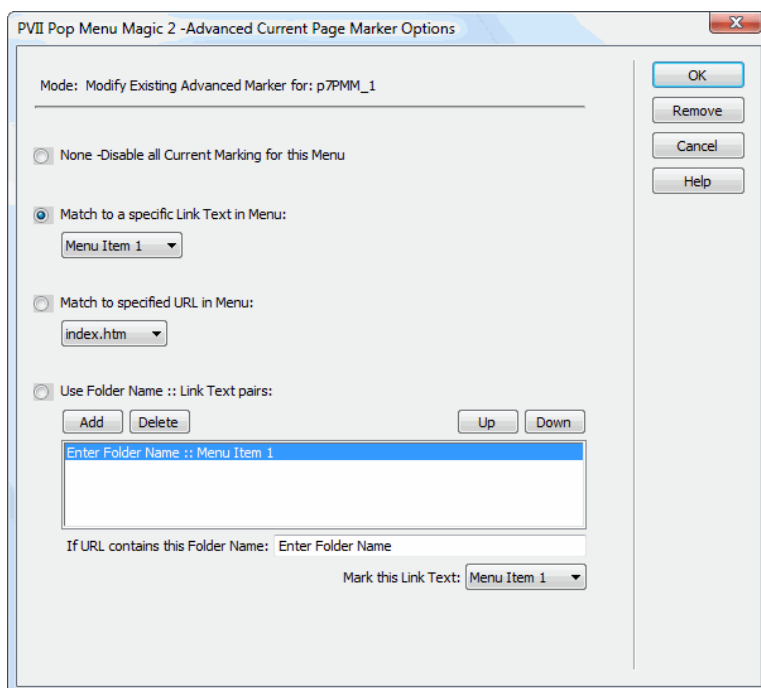 PVII Pop Menu Magic 2 -Advanced Current Page Marker Options
Mode: Modify Existing Advanced Marker for: p7PMM_1
OK
Remove
Cancel
Help
None -Disable all Current Marking for this Menu
Match to a specific Link Text in Menu:
Menu Item 1
Match to specified URL in Menu:
index.htm
Use Folder Name :: Link Text pairs:
Add Delete Up Down
Enter Folder Name :: Menu Item 1
If URL contains this Folder Name: Enter Folder Name
Mark this Link Text: Menu Item 1